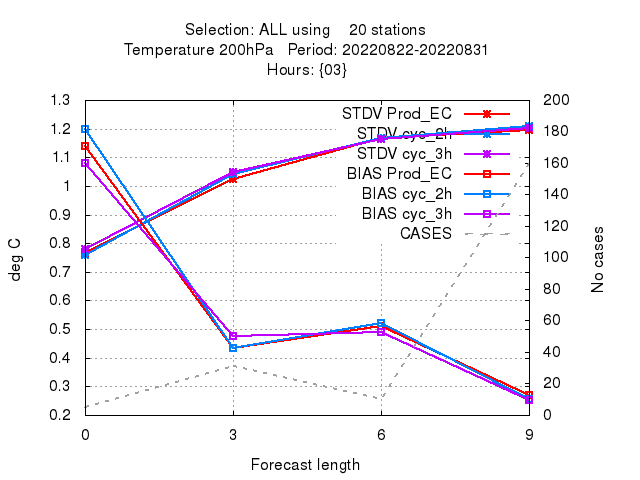 Selection: ALL using 20 stations
Temperature 200hPa Period: 20220822-20220831
Hours: {03}
1.3
1.2
1.1
1
0.9
0.8
0.7
0.6
0.5
0.4
0.3
0.2
deg C
200
180
160
140
120
100
80
60
40
20
0
No cases
STDV Prod_EC
STDV cyc_2h
STDV cyc_3h
BIAS Prod_EC
BIAS cyc_2h
BIAS cyc_3h
CASES
0 3 6 9
Forecast length